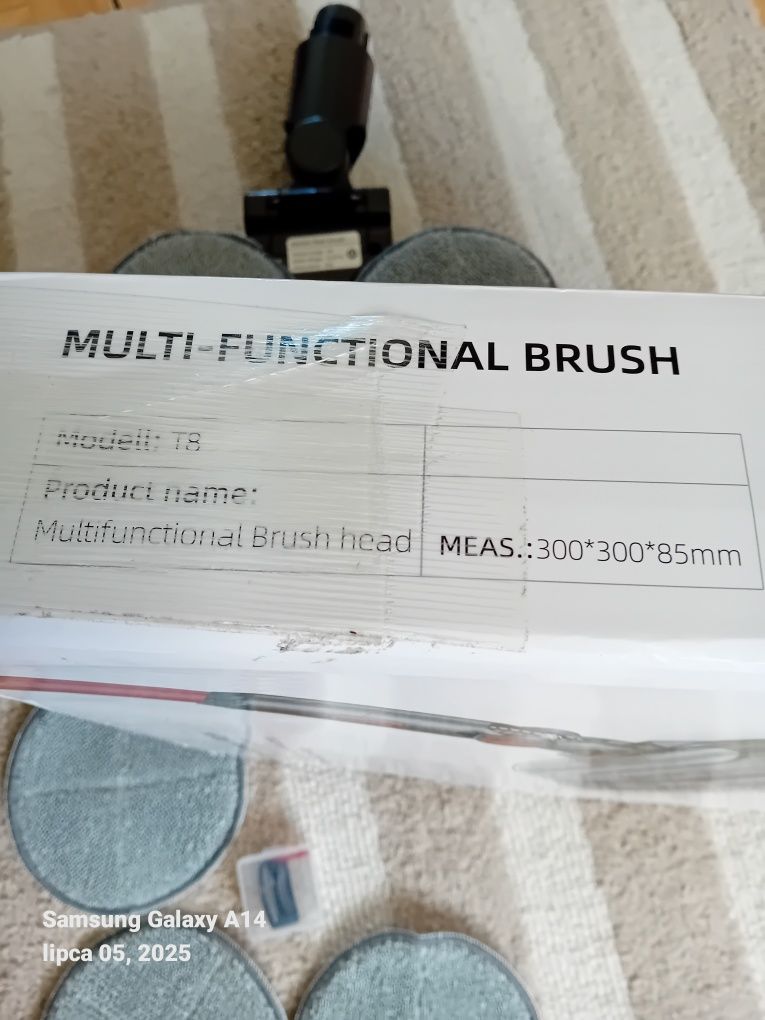 MULTI-FUNCTIONAL BRUSH
Modell: T8
Product name:
Multifunctional Brush head
MEAS.:300*300*85mm
Samsung Galaxy A14
lipca 05, 2025